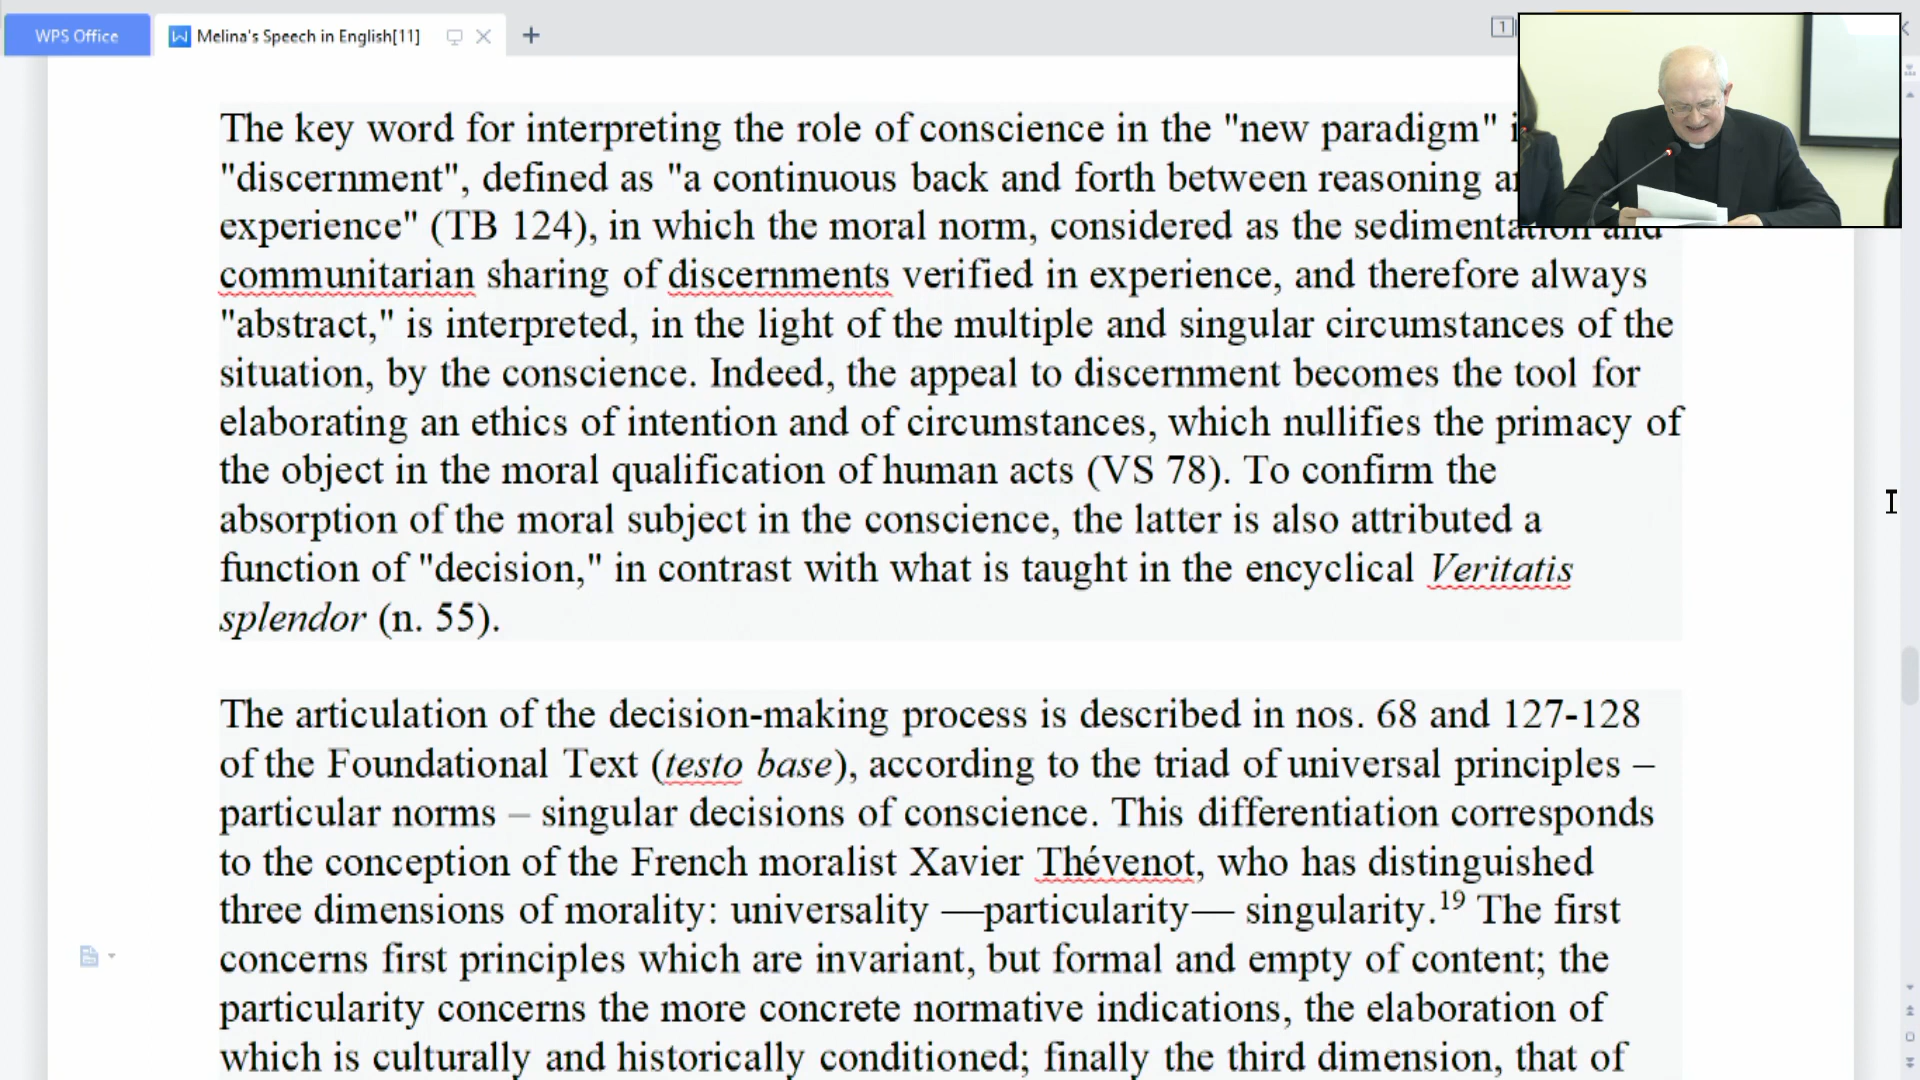 WPS Office
Melina's Speech in English[11]
1
The key word for interpreting the role of conscience in the "new paradigm"
"discernment", defined as "a continuous back and forth between reasoning
experience" (TB 124), in which the moral norm, considered as the sedimentation and
communitarian sharing of discernments verified in experience, and therefore always
"abstract," is interpreted, in the light of the multiple and singular circumstances of the
situation, by the conscience. Indeed, the appeal to discernment becomes the tool for
elaborating an ethics of intention and of circumstances, which nullifies the primacy of
the object in the moral qualification of human acts (VS 78). To confirm the
absorption of the moral subject in the conscience, the latter is also attributed a
function of "decision," in contrast with what is taught in the encyclical Veritatis
splendor (n. 55).
The articulation of the decision-making process is described in nos. 68 and 127-128
of the Foundational Text (testo base), according to the triad of universal principles –
particular norms – singular decisions of conscience. This differentiation corresponds
to the conception of the French moralist Xavier Thévenot, who has distinguished
three dimensions of morality: universality —particularity— singularity.19 The first
concerns first principles which are invariant, but formal and empty of content; the
particularity concerns the more concrete normative indications, the elaboration of
which is culturally and historically conditioned; finally the third dimension, that of